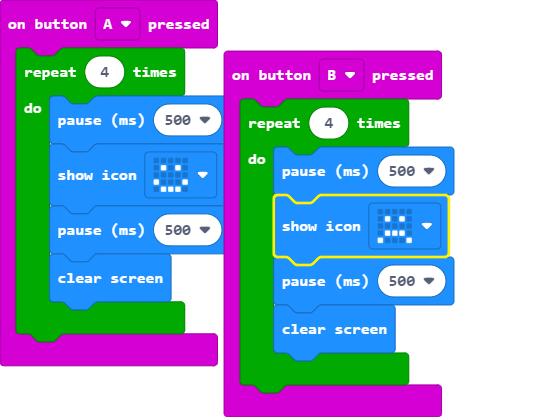 on button A pressed
repeat 4 times
do
pause (ms) 500
show icon
pause (ms) 500
clear screen
on button B pressed
repeat 4 times
do
pause (ms) 500
show icon
pause (ms) 500
clear screen